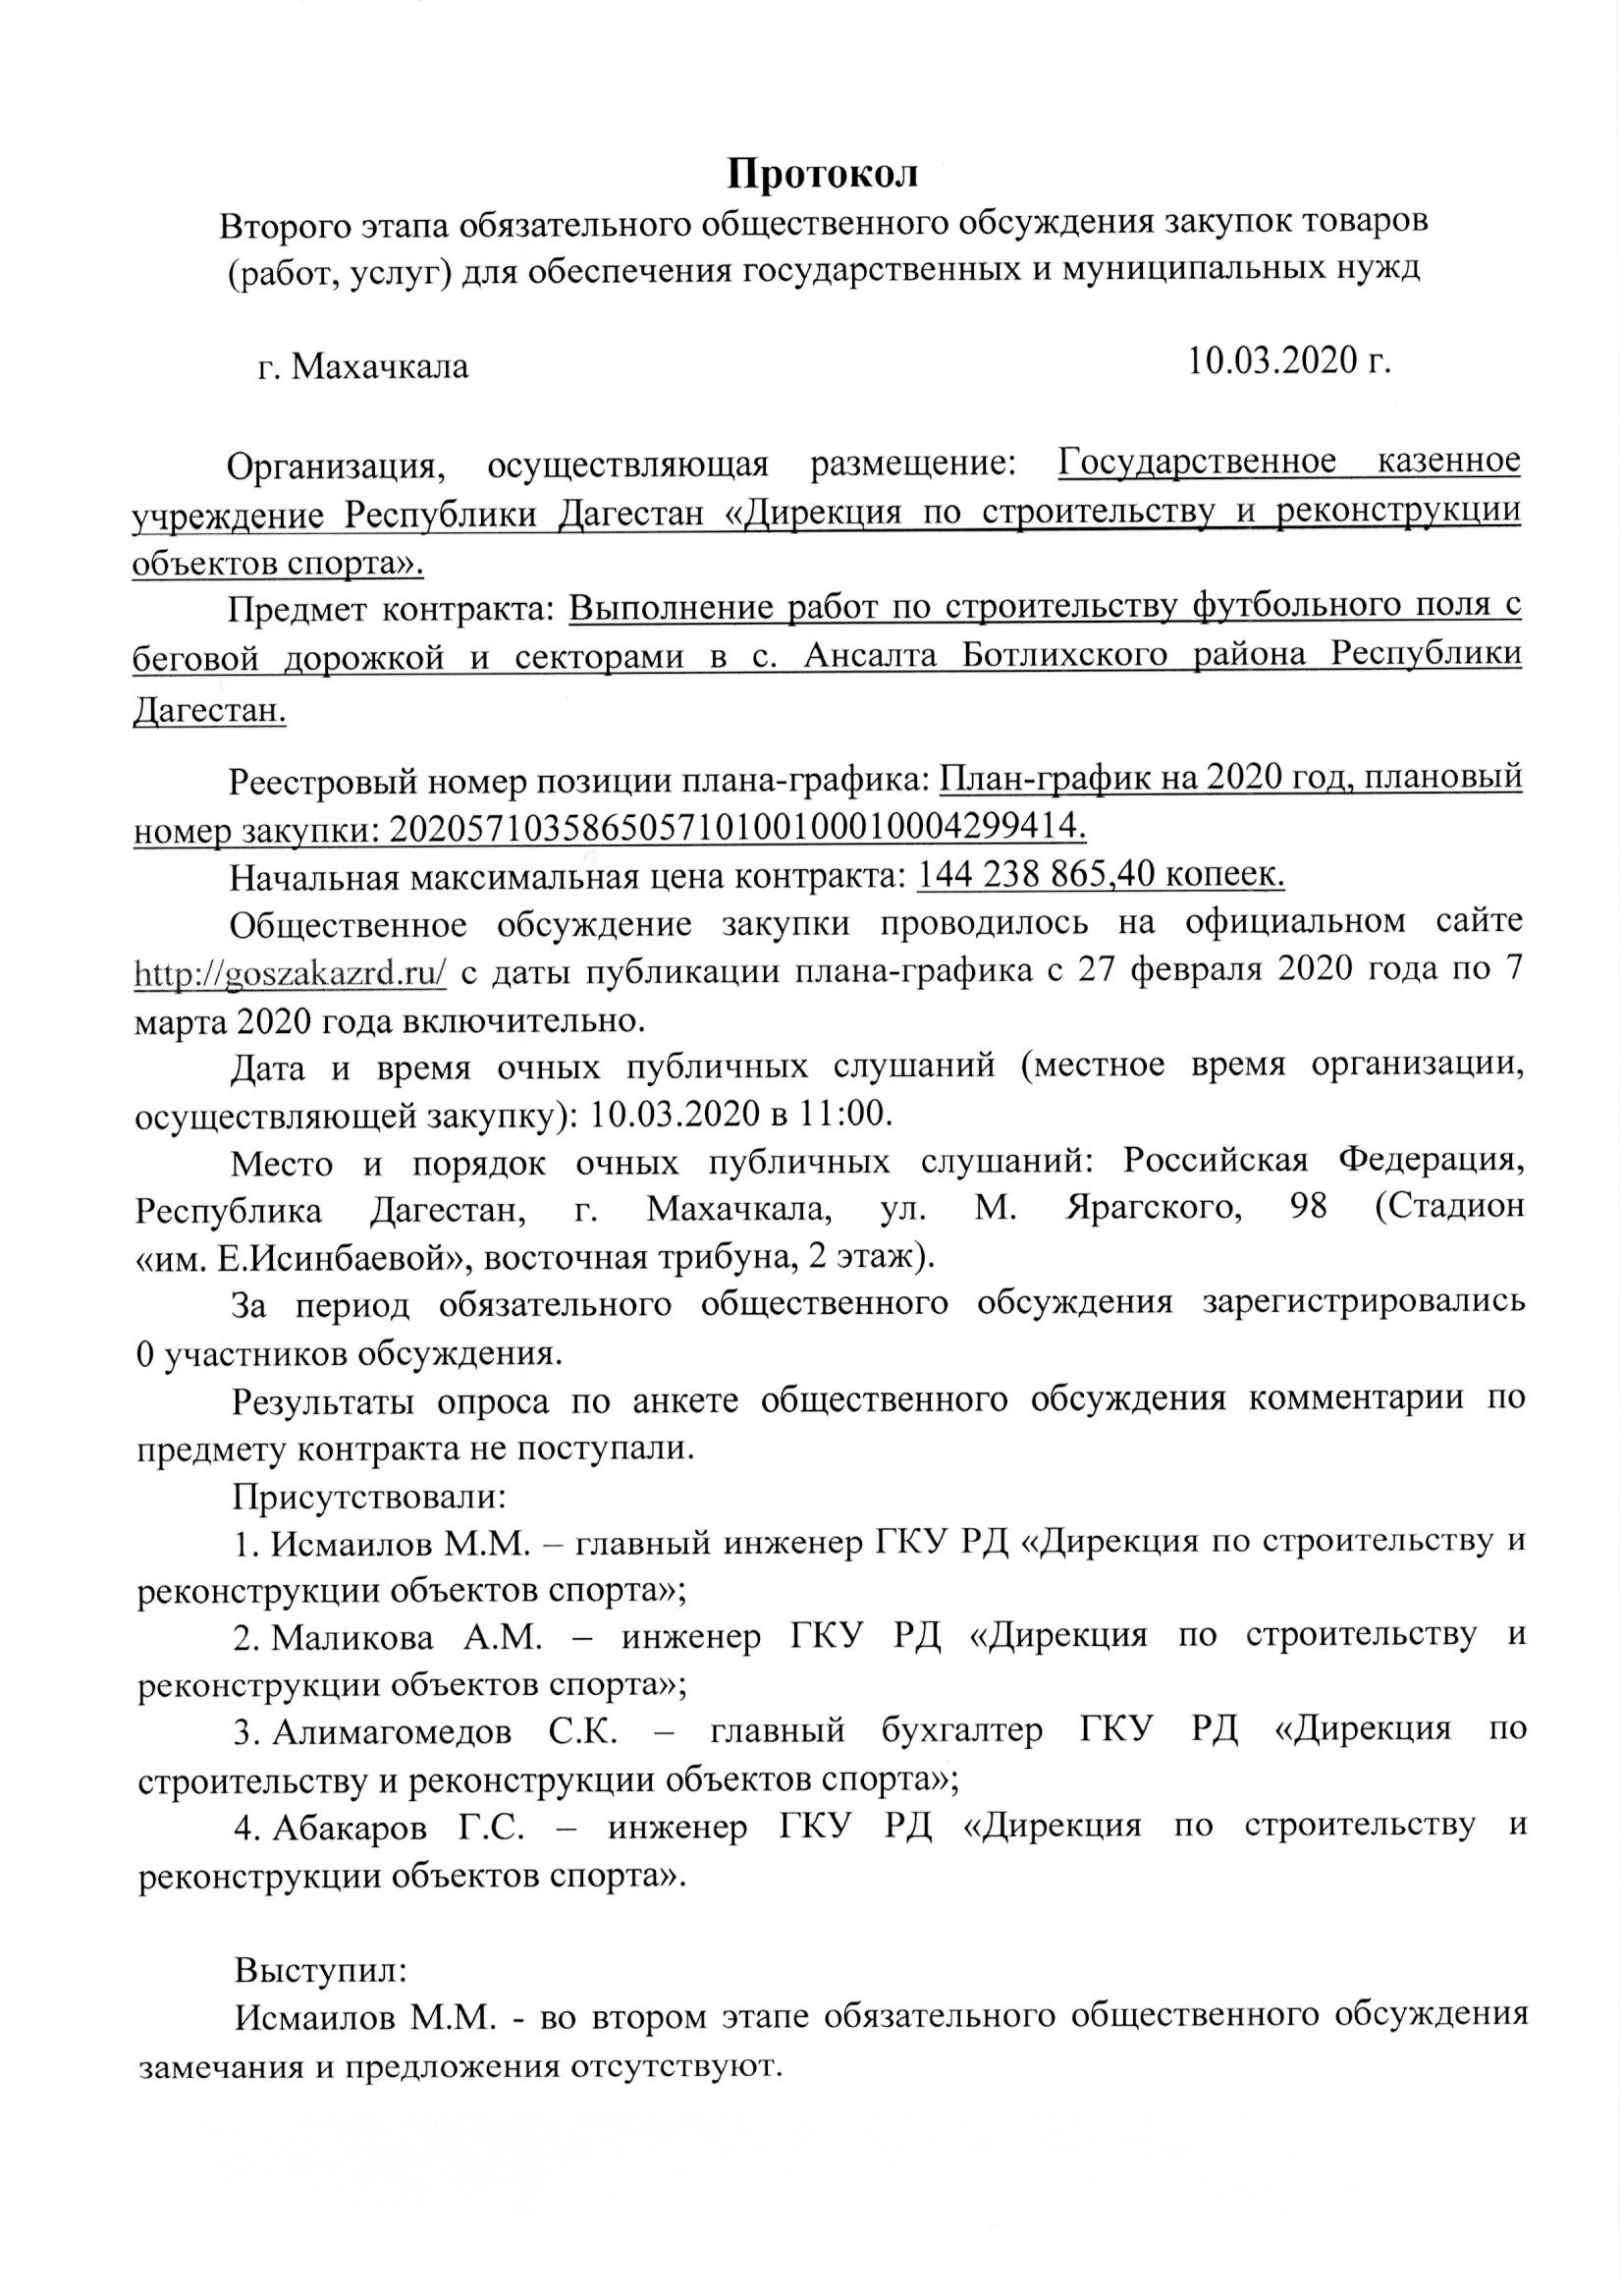 Протокол
Второго этапа обязательного общественного обсуждения закупок товаров
(работ, услуг) для обеспечения государственных и муниципальных нужд
г. Махачкала 10.03.2020 г.
Организация, осуществляющая размещение: Государственное казенное
учреждение Республики Дагестан «Дирекция по строительству и реконструкции
объектов спорта».
Предмет контракта: Выполнение работ по строительству футбольного поля с
беговой дорожкой и секторами в с. Ансалта Ботлихского района Республики
Дагестан.
Реестровый номер позиции плана-графика: План-график на 2020 год, плановый
номер закупки: 202057103586505710100100010004299414.
Начальная максимальная цена контракта: 144 238 865,40 копеек.
Общественное обсуждение закупки проводилось на официальном сайте
http://goszakazrd.ru/ с даты публикации плана-графика с 27 февраля 2020 года по 7
марта 2020 года включительно.
Дата и время очных публичных слушаний (местное время организации,
осуществляющей закупку): 10.03.2020 в 11:00.
Место и порядок очных публичных слушаний: Российская Федерация,
Республика Дагестан, г. Махачкала, ул. М. Ярагского, 98 (Стадион
«им. Е.Исинбаевой», восточная трибуна, 2 этаж).
За период обязательного общественного обсуждения зарегистрировались
0 участников обсуждения.
Результаты опроса по анкете общественного обсуждения комментарии по
предмету контракта не поступали.
Присутствовали:
1. Исмаилов М.М. – главный инженер ГКУ РД «Дирекция по строительству и
реконструкции объектов спорта»;
2. Маликова А.М. – инженер ГКУ РД «Дирекция по строительству и
реконструкции объектов спорта»;
3. Алимагомедов С.К. – главный бухгалтер ГКУ РД «Дирекция по
строительству и реконструкции объектов спорта»;
4. Абакаров Г.С. – инженер ГКУ РД «Дирекция по строительству и
реконструкции объектов спорта».
Выступил:
Исмаилов М.М. - во втором этапе обязательного общественного обсуждения
замечания и предложения отсутствуют.